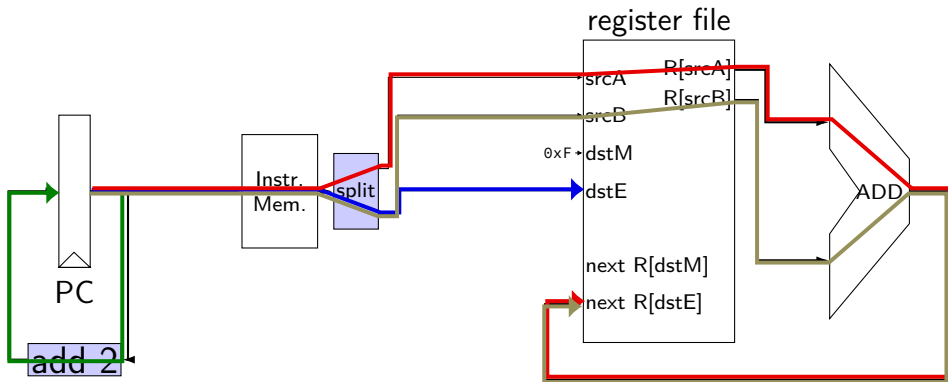 register file
srcA
R[srcA]
srcB
R[srcB]
0xF
dstM
dstE
next R[dstM]
next R[dstE]
Instr.
Mem.
split
ADD
PC
add 2